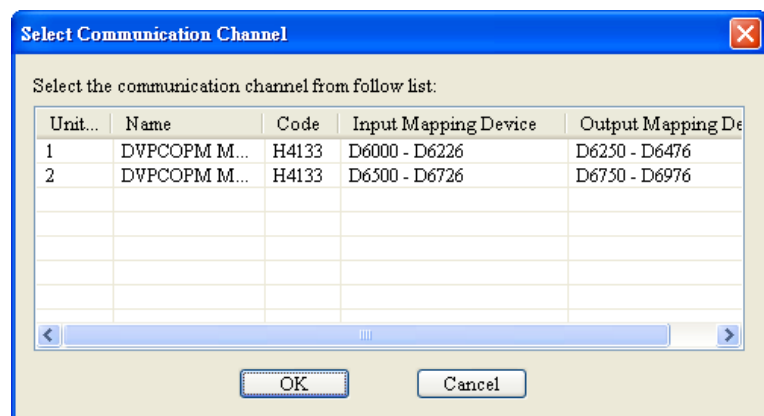 Select Communication Channel
Select the communication channel from follow list:
Unit... Name Code Input Mapping Device Output Mapping De
1 DVPCOPM M... H4133 D6000 - D6226 D6250 - D6476
2 DVPCOPM M... H4133 D6500 - D6726 D6750 - D6976
OK Cancel